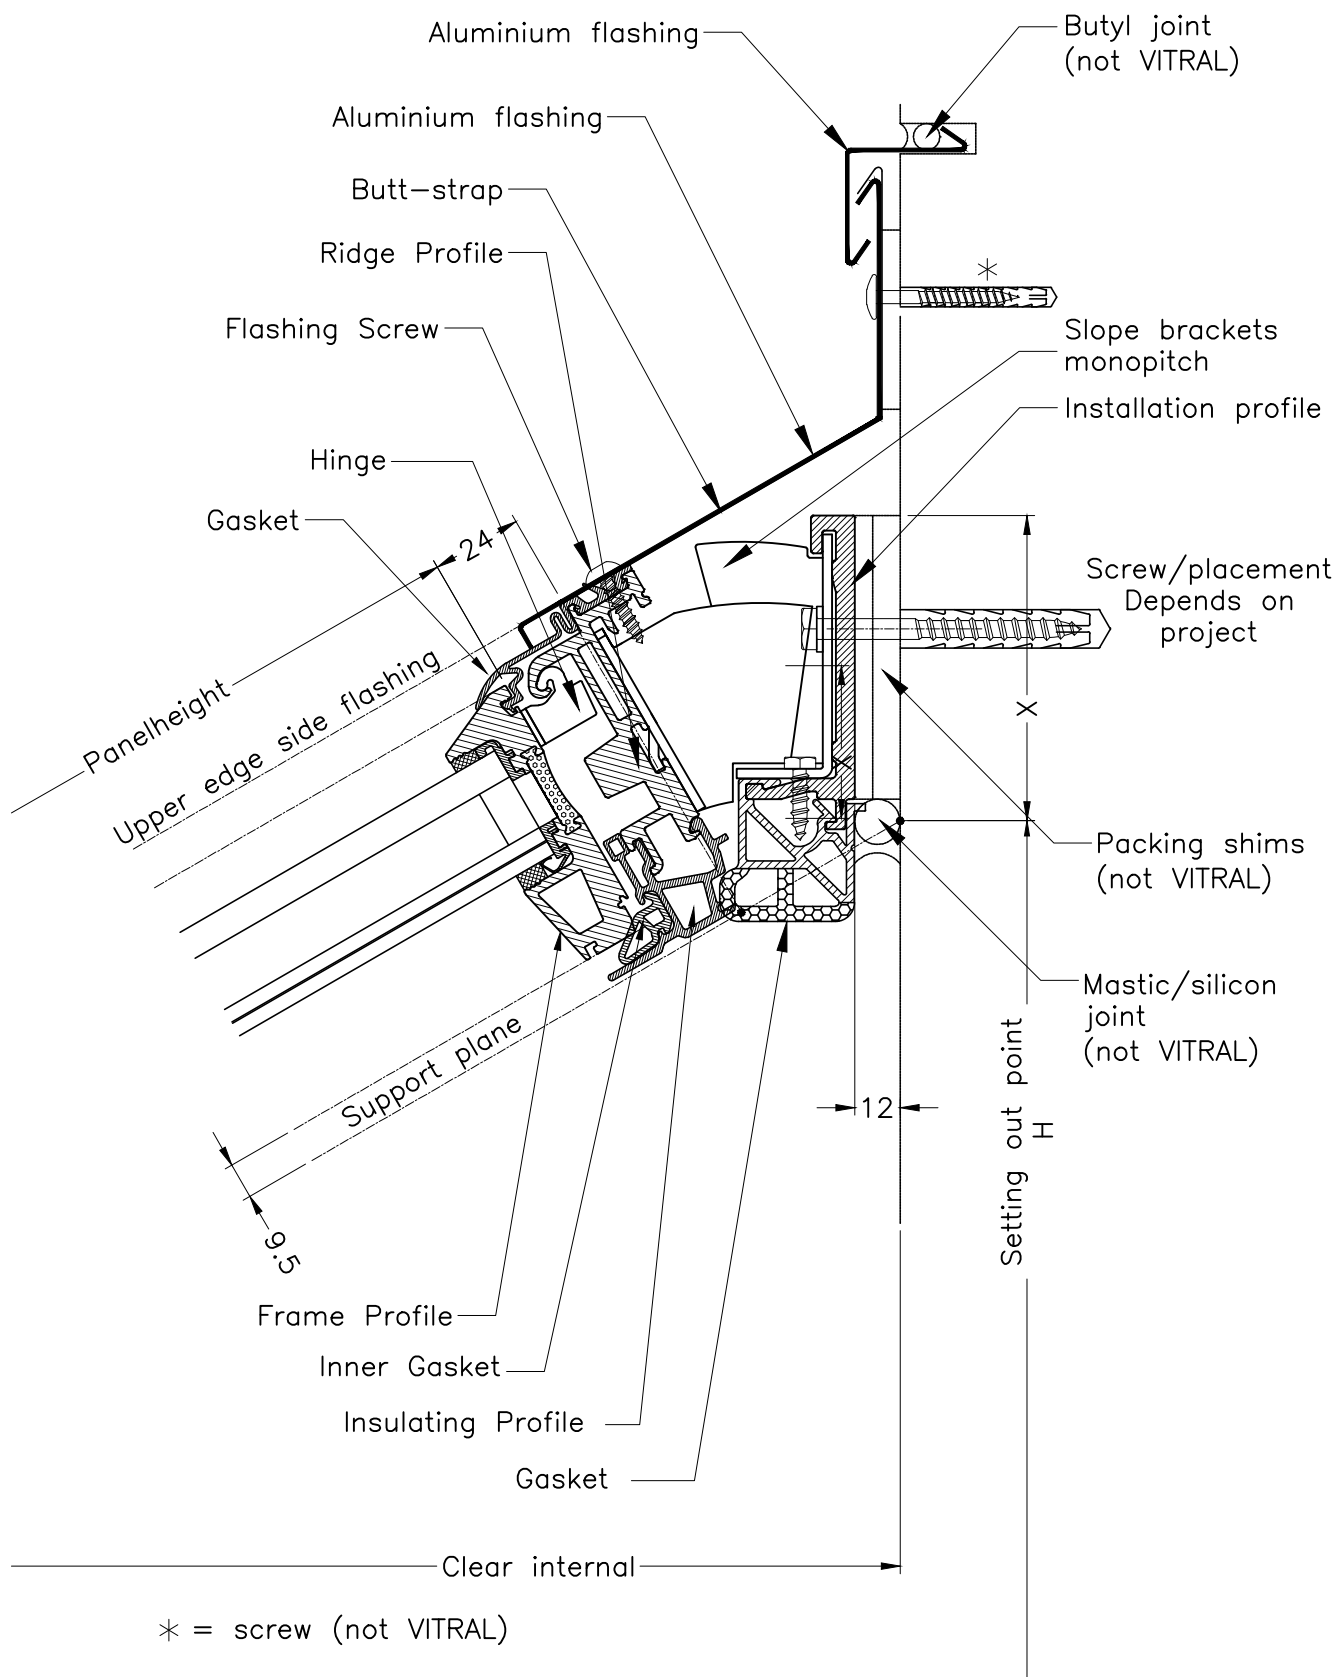 Aluminium flashing
Butyl joint
(not VITRAL)
Aluminium flashing
Butt-strap
Ridge Profile
*
Flashing Screw
Slope brackets
monopitch
Installation profile
Hinge
Gasket
24
Screw/placement
Depends on
project
Panelheight
Upper edge side flashing
X
X
Packing shims
(not VITRAL)
Mastic/silicon
joint
(not VITRAL)
Support plane
12
Setting out point
H
9.5
Frame Profile
Inner Gasket
Insulating Profile
Gasket
Clear internal
* = screw (not VITRAL)